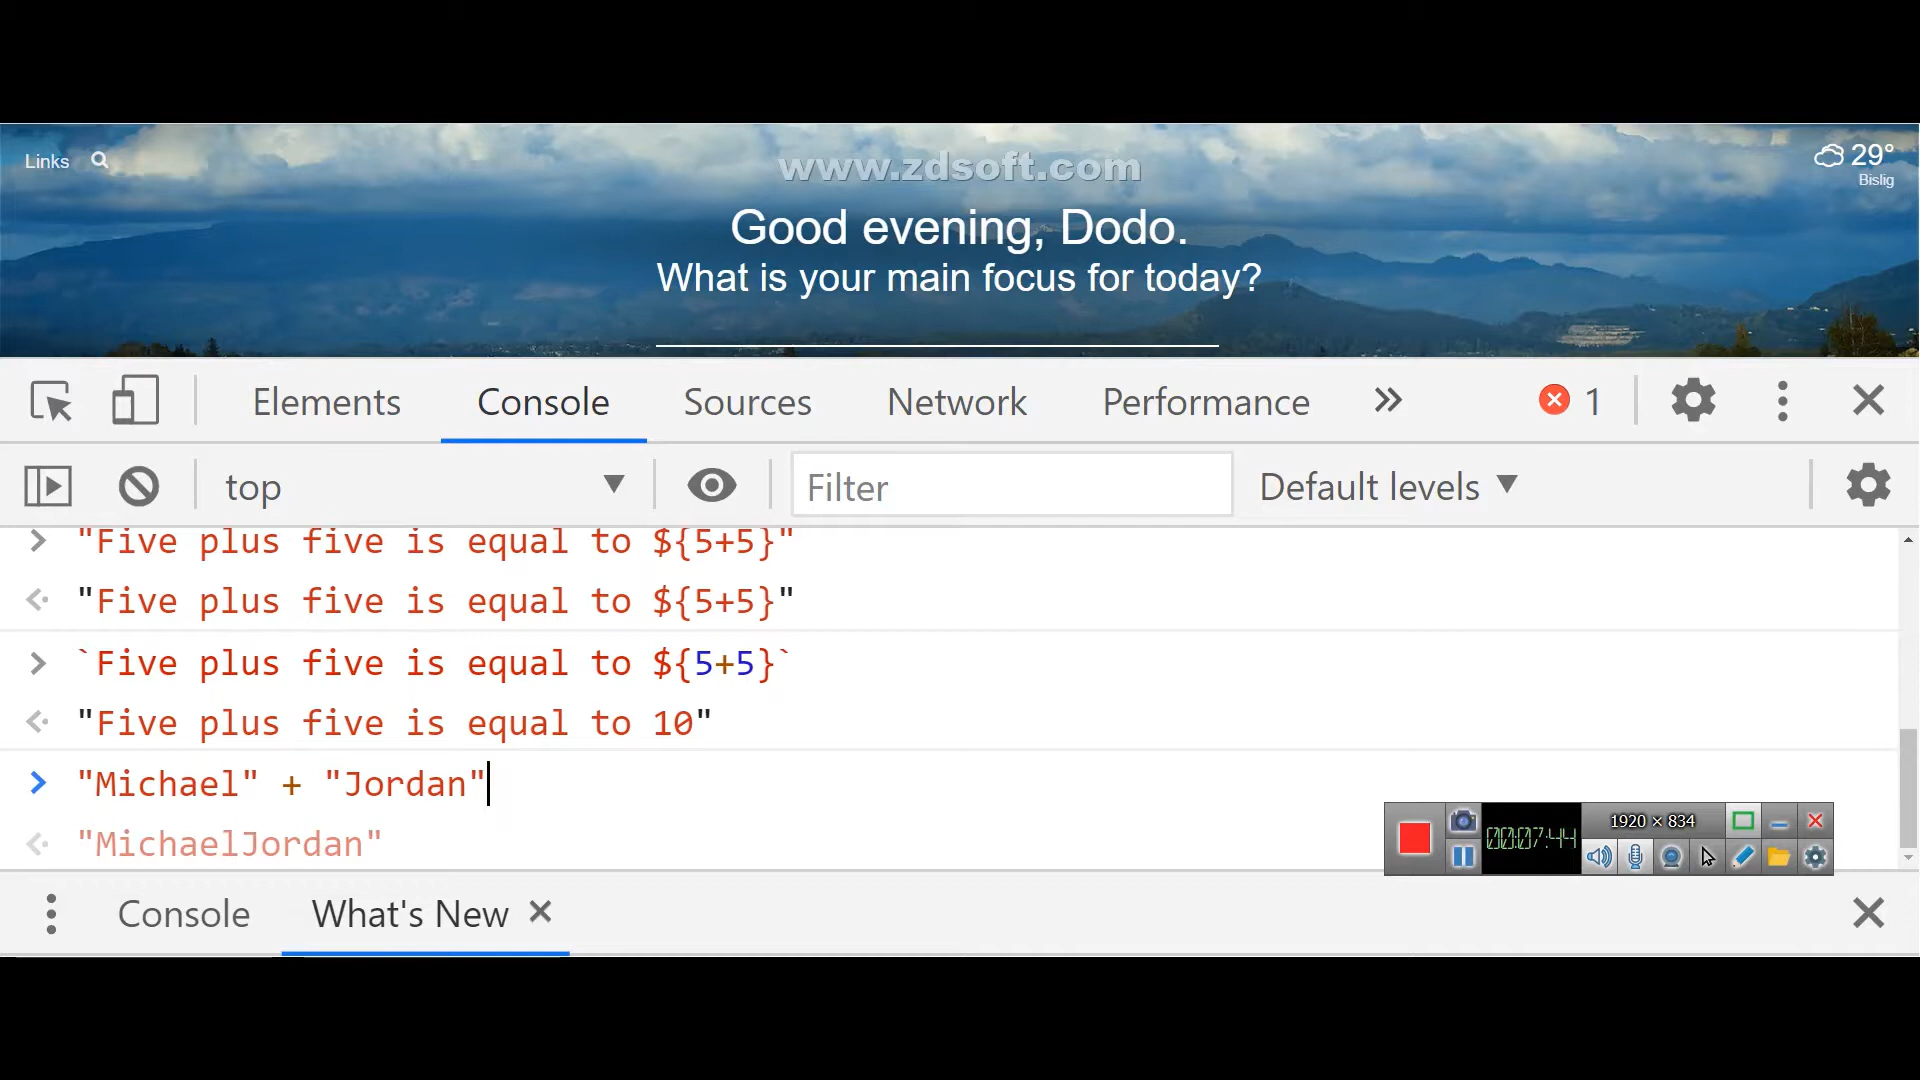 www.zdsoft.com
Links
29°
Bislig
Good evening, Dodo.
What is your main focus for today?
Elements Console Sources Network Performance 1
top Filter Default levels
> "Five plus five is equal to ${5+5}"
"Five plus five is equal to ${5+5}"
> `Five plus five is equal to ${5+5}`
"Five plus five is equal to 10"
> "Michael" + "Jordan"
"MichaelJordan"
1920 × 834
00:07:44
Console What's New